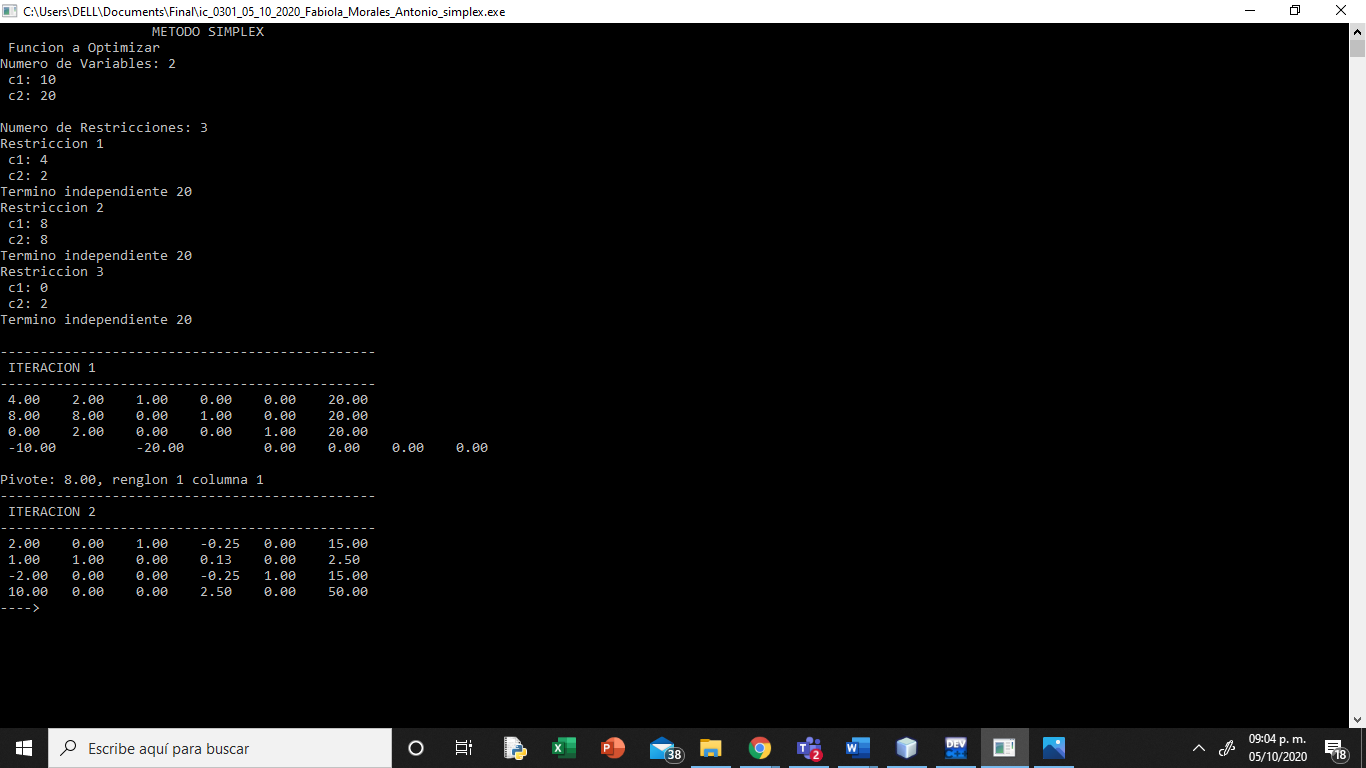 C:\Users\DELL\Documents\Final\ic_0301_05_10_2020_Fabiola_Morales_Antonio_simplex.exe
METODO SIMPLEX
Funcion a Optimizar
Numero de Variables: 2
c1: 10
c2: 20
Numero de Restricciones: 3
Restriccion 1
c1: 4
c2: 2
Termino independiente 20
Restriccion 2
c1: 8
c2: 8
Termino independiente 20
Restriccion 3
c1: 0
c2: 2
Termino independiente 20
-----------------------------------------------
ITERACION 1
-----------------------------------------------
4.00 2.00 1.00 0.00 0.00 20.00
8.00 8.00 0.00 1.00 0.00 20.00
0.00 2.00 0.00 0.00 1.00 20.00
-10.00 -20.00 0.00 0.00 0.00 0.00
Pivote: 8.00, renglon 1 columna 1
-----------------------------------------------
ITERACION 2
-----------------------------------------------
2.00 0.00 1.00 -0.25 0.00 15.00
1.00 1.00 0.00 0.13 0.00 2.50
-2.00 0.00 0.00 -0.25 1.00 15.00
10.00 0.00 0.00 2.50 0.00 50.00
---->
Escribe aquí para buscar
38
2
DEV
09:04 p. m.
05/10/2020
18